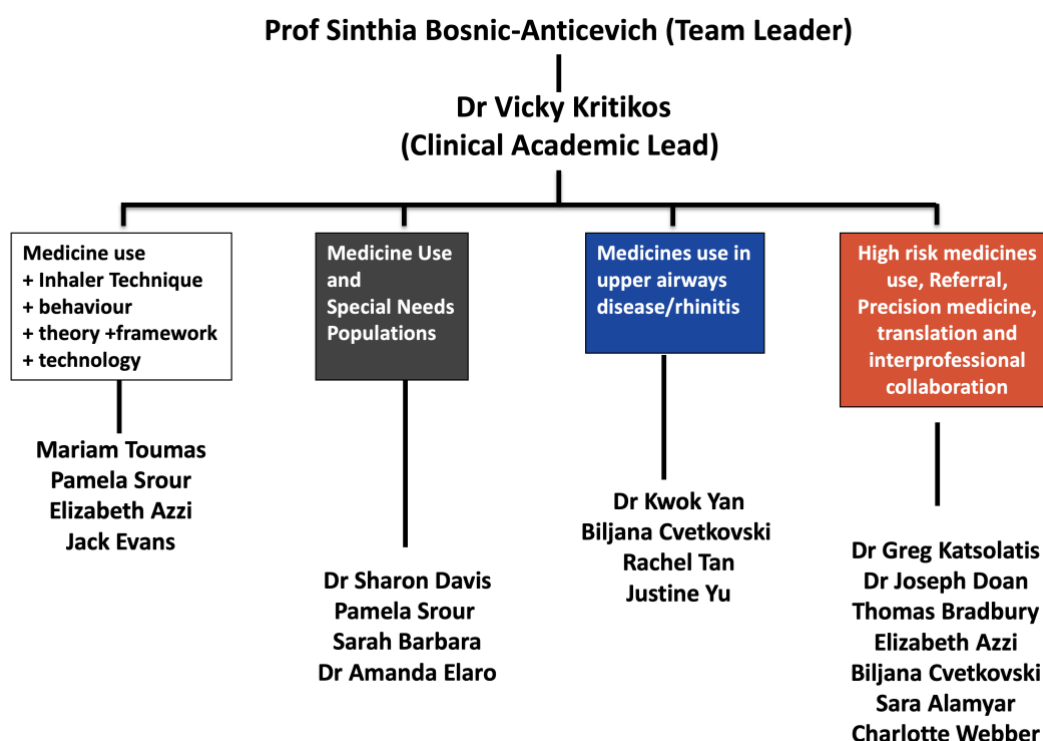 Prof Sinthia Bosnic-Anticevich (Team Leader)
Dr Vicky Kritikos
(Clinical Academic Lead)
Medicine use
+ Inhaler Technique
+ behaviour
+ theory +framework
+ technology
Mariam Toumas
Pamela Srour
Elizabeth Azzi
Jack Evans
Medicine Use
and
Special Needs
Populations
Dr Sharon Davis
Pamela Srour
Sarah Barbara
Dr Amanda Elaro
Medicines use in
upper airways
disease/rhinitis
Dr Kwok Yan
Biljana Cvetkovski
Rachel Tan
Justine Yu
High risk medicines
use, Referral,
Precision medicine,
translation and
interprofessional
collaboration
Dr Greg Katsolatis
Dr Joseph Doan
Thomas Bradbury
Elizabeth Azzi
Biljana Cvetkovski
Sara Alamyar
Charlotte Webber